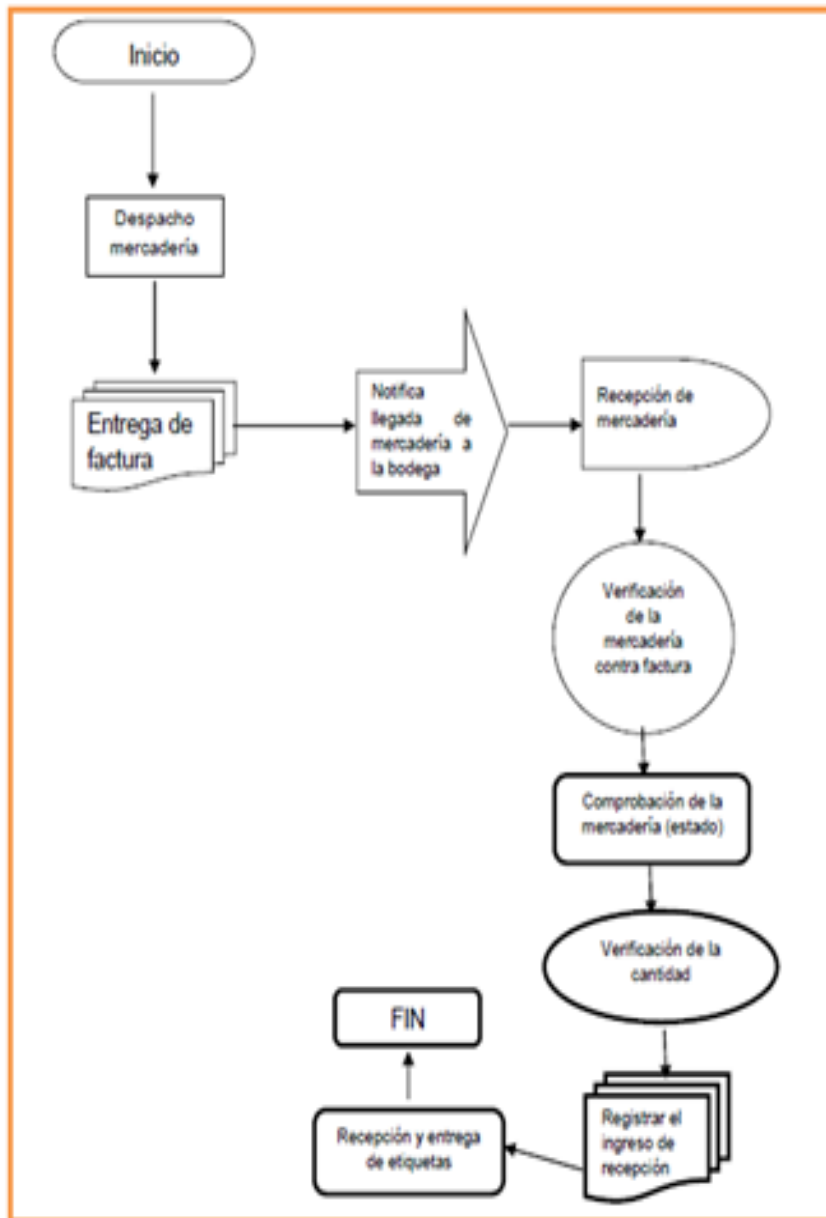 Inicio
Despacho
mercadería
Entrega de
factura
Notifica
llegada de
mercadería a
la bodega
Recepción de
mercadería
Verificación
de la
mercadería
contra factura
Comprobación de la
mercadería (estado)
Verificación de la
cantidad
Registrar el
ingreso de
recepción
Recepción y entrega
de etiquetas
FIN